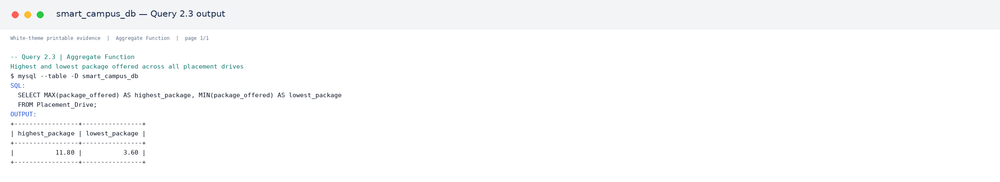 smart_campus_db — Query 2.3 output
White-theme printable evidence  |  Aggregate Function  |  page 1/1
-- Query 2.3 | Aggregate Function
Highest and lowest package offered across all placement drives
$ mysql --table -D smart_campus_db
SQL:
  SELECT MAX(package_offered) AS highest_package, MIN(package_offered) AS lowest_package
  FROM Placement_Drive;
OUTPUT:
+-----------------+----------------+
| highest_package | lowest_package |
+-----------------+----------------+
|           11.80 |           3.60 |
+-----------------+----------------+